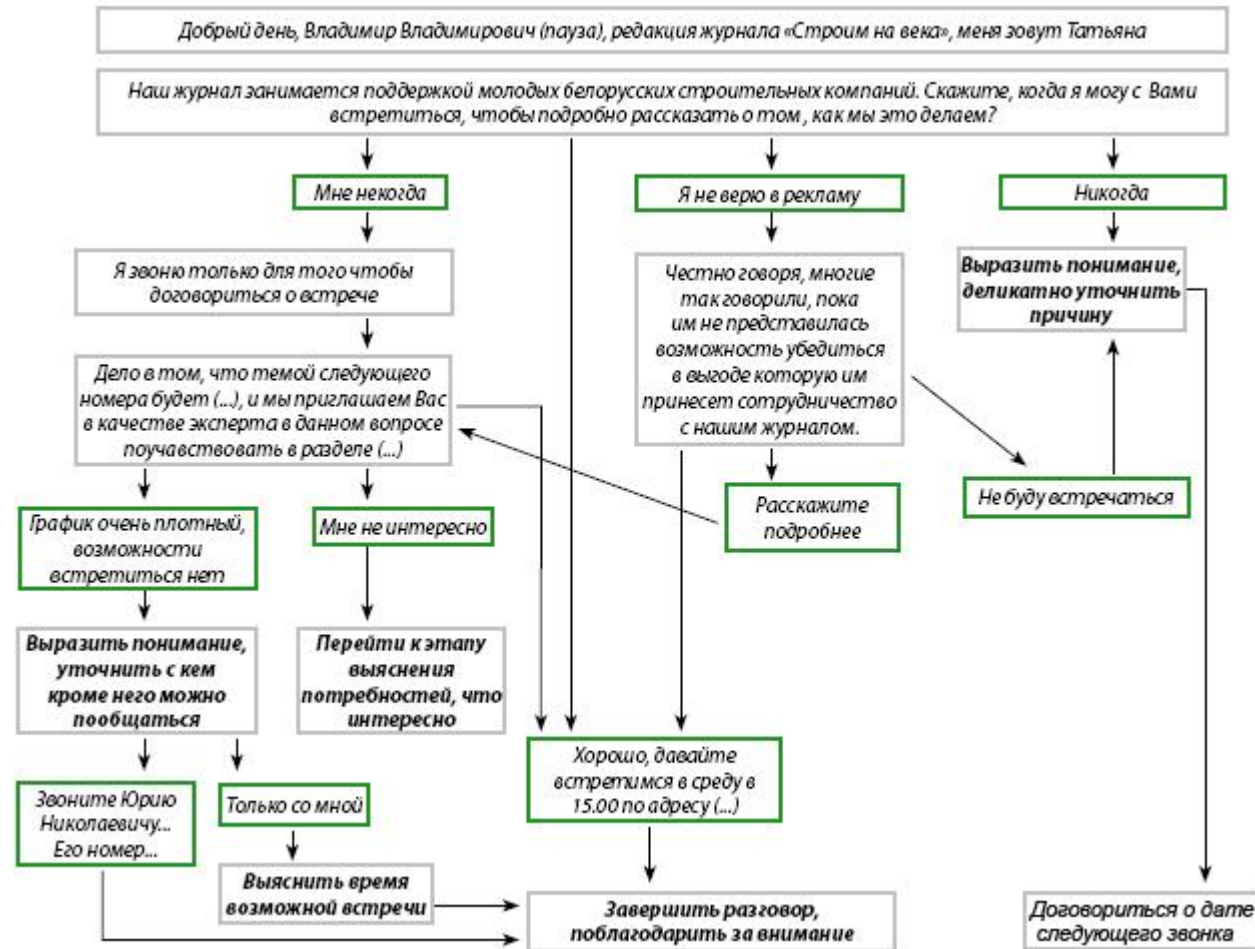 Добрый день, Владимир Владимирович (пауза), редакция журнала «Строим на века», меня зовут Татьяна
Наш журнал занимается поддержкой молодых белорусских строительных компаний. Скажите, когда я могу с Вами
встретиться, чтобы подробно рассказать о том, как мы это делаем?
Мне некогда
Я не верю в рекламу
Никогда
Я звоню только для того чтобы
договориться о встрече
Честно говоря, многие
так говорили, пока
им не представилась
возможность убедиться
в выгоде которую им
принесет сотрудничество
с нашим журналом.
Выразить понимание,
деликатно уточнить
причину
Дело в том, что темой следующего
номера будет (...), и мы приглашаем Вас
в качестве эксперта в данном вопросе
поучавствовать в разделе (...)
Не буду встречаться
Расскажите
подробнее
График очень плотный,
возможности
встретиться нет
Мне не интересно
Выразить понимание,
уточнить с кем
кроме него можно
пообщаться
Перейти к этапу
выяснения
потребностей, что
интересно
Хорошо, давайте
встретимся в среду в
15.00 по адресу (...)
Звоните Юрию
Николаевичу...
Его номер...
Только со мной
Выяснить время
возможной встречи
Завершить разговор,
поблагодарить за внимание
Договориться о дате
следующего звонка